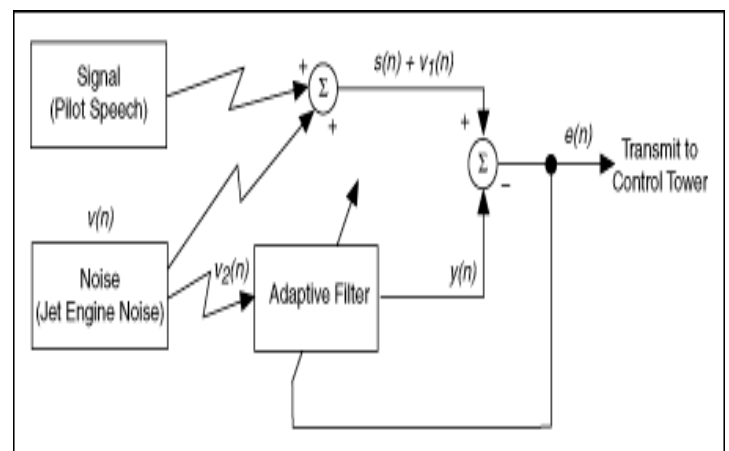 Signal
(Pilot Speech)
+
Σ
+
s(n) + v₁(n)
+
Σ
−
e(n)
Transmit to
Control Tower
v(n)
Noise
(Jet Engine Noise)
v₂(n)
Adaptive Filter
y(n)